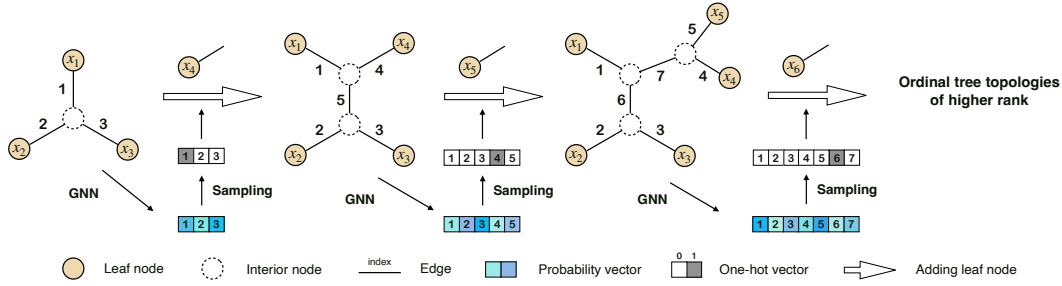 x1
1
2
3
x2
x3
x4
1 2 3
GNN
Sampling
1 2 3
x1
x4
1
4
5
2
3
x2
x3
x5
1 2 3 4 5
GNN
Sampling
1 2 3 4 5
x5
x1
5
1
7
4
x4
6
2
3
x2
x3
x6
1 2 3 4 5 6 7
GNN
Sampling
1 2 3 4 5 6 7
Ordinal tree topologies
of higher rank
Leaf node
Interior node
index
Edge
Probability vector
0 1
One-hot vector
Adding leaf node